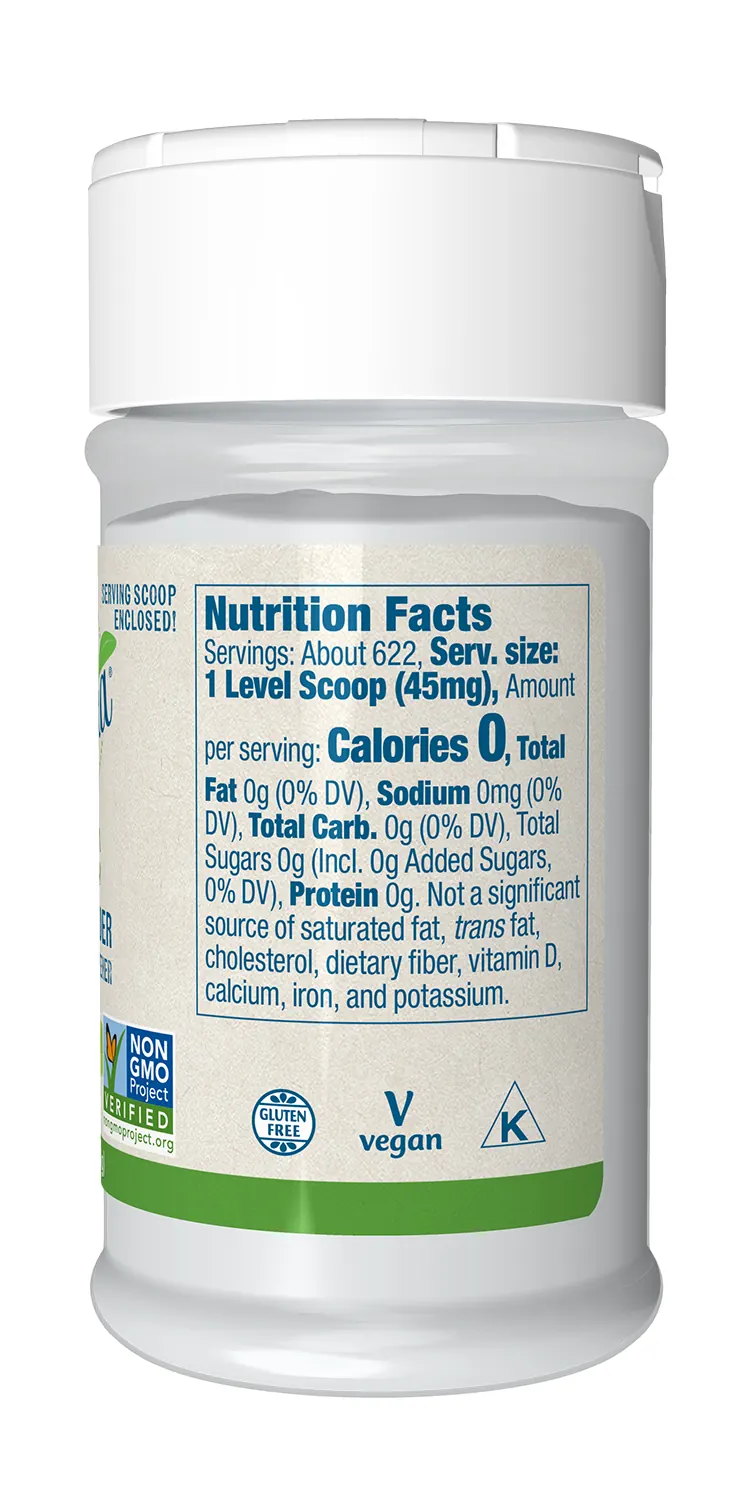 SERVING SCOOP
ENCLOSED!
a®
Nutrition Facts
Servings: About 622, Serv. size:
1 Level Scoop (45mg), Amount
per serving: Calories 0, Total
Fat 0g (0% DV), Sodium 0mg (0%
DV), Total Carb. 0g (0% DV), Total
Sugars 0g (Incl. 0g Added Sugars,
0% DV), Protein 0g. Not a significant
source of saturated fat, trans fat,
cholesterol, dietary fiber, vitamin D,
calcium, iron, and potassium.
NON
GMO
Project
VERIFIED
nongmoproject.org
GLUTEN
FREE
V
vegan
K